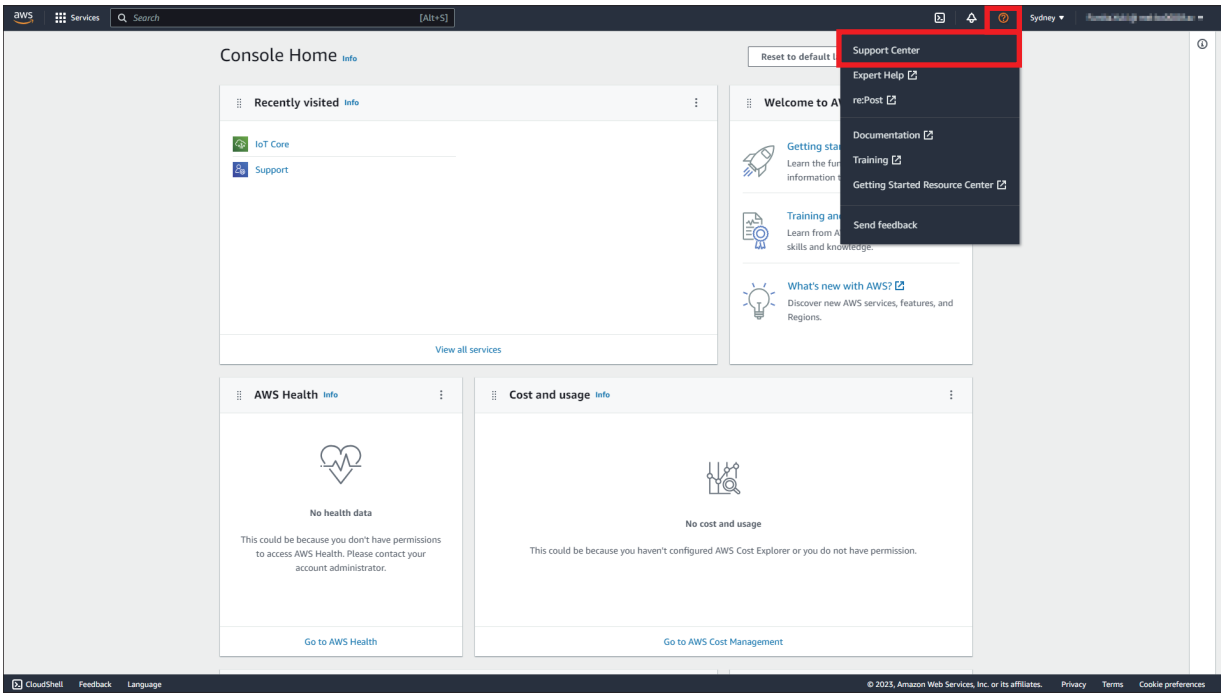 aws
Services
Search
[Alt+S]
Sydney
Console Home Info
Reset to default l
Support Center
Expert Help
re:Post
Documentation
Training
Getting Started Resource Center
Send feedback
Recently visited Info
IoT Core
Support
View all services
Welcome to A
Getting sta
Learn the fun
information t
Training an
Learn from A
skills and knowledge.
What's new with AWS?
Discover new AWS services, features, and
Regions.
AWS Health Info
No health data
This could be because you don't have permissions
to access AWS Health. Please contact your
account administrator.
Go to AWS Health
Cost and usage Info
No cost and usage
This could be because you haven't configured AWS Cost Explorer or you do not have permission.
Go to AWS Cost Management
CloudShell Feedback Language
© 2023, Amazon Web Services, Inc. or its affiliates. Privacy Terms Cookie preferences